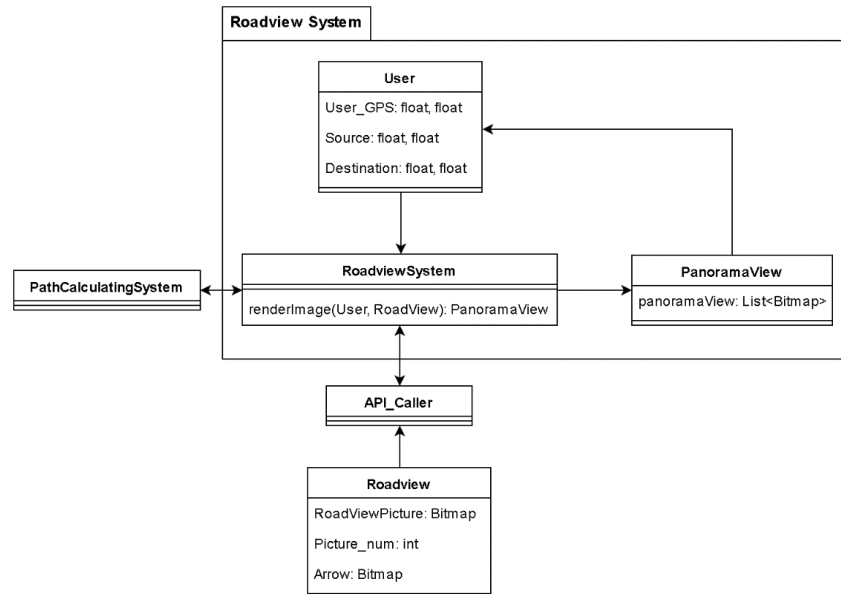 Roadview System
User
User_GPS: float, float
Source: float, float
Destination: float, float
RoadviewSystem
renderImage(User, RoadView): PanoramaView
PanoramaView
panoramaView: List<Bitmap>
PathCalculatingSystem
API_Caller
Roadview
RoadViewPicture: Bitmap
Picture_num: int
Arrow: Bitmap